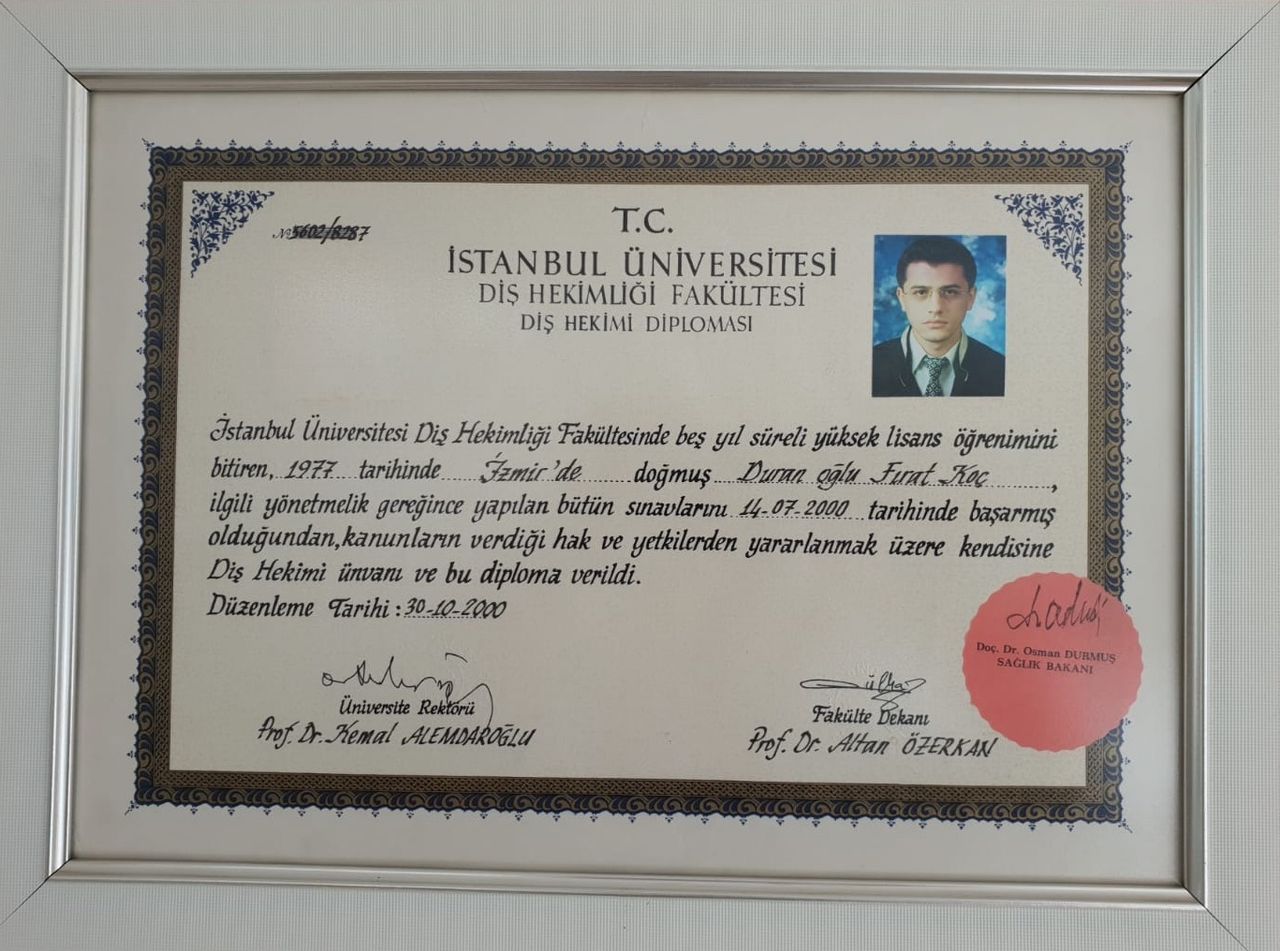 № 5602/8287
T.C.
İSTANBUL ÜNİVERSİTESİ
DİŞ HEKİMLİĞİ FAKÜLTESİ
DİŞ HEKİMİ DİPLOMASI
İstanbul Üniversitesi Diş Hekimliği Fakültesinde beş yıl süreli yüksek lisans öğrenimini
bitiren, 1977 tarihinde İzmir'de doğmuş Duran oğlu Fırat Koç,
ilgili yönetmelik gereğince yapılan bütün sınavlarını 14-07-2000 tarihinde başarmış
olduğundan, kanunların verdiği hak ve yetkilerden yararlanmak üzere kendisine
Diş Hekimi ünvanı ve bu diploma verildi.
Düzenleme Tarihi: 30-10-2000
Üniversite Rektörü
Prof. Dr. Kemal ALEMDAROĞLU
Fakülte Dekanı
Prof. Dr. Altan ÖZERKAN
Doç. Dr. Osman DURMUŞ
SAĞLIK BAKANI